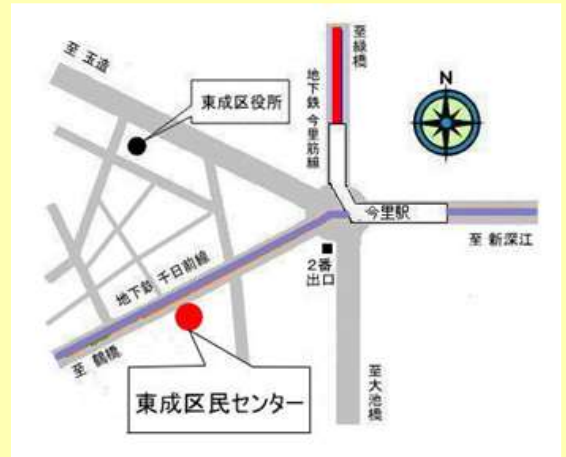 至 玉造
東成区役所
至緑橋
地下鉄 今里筋線
N
今里駅
至 新深江
2番
出口
地下鉄 千日前線
至 鶴橋
至大池橋
東成区民センター